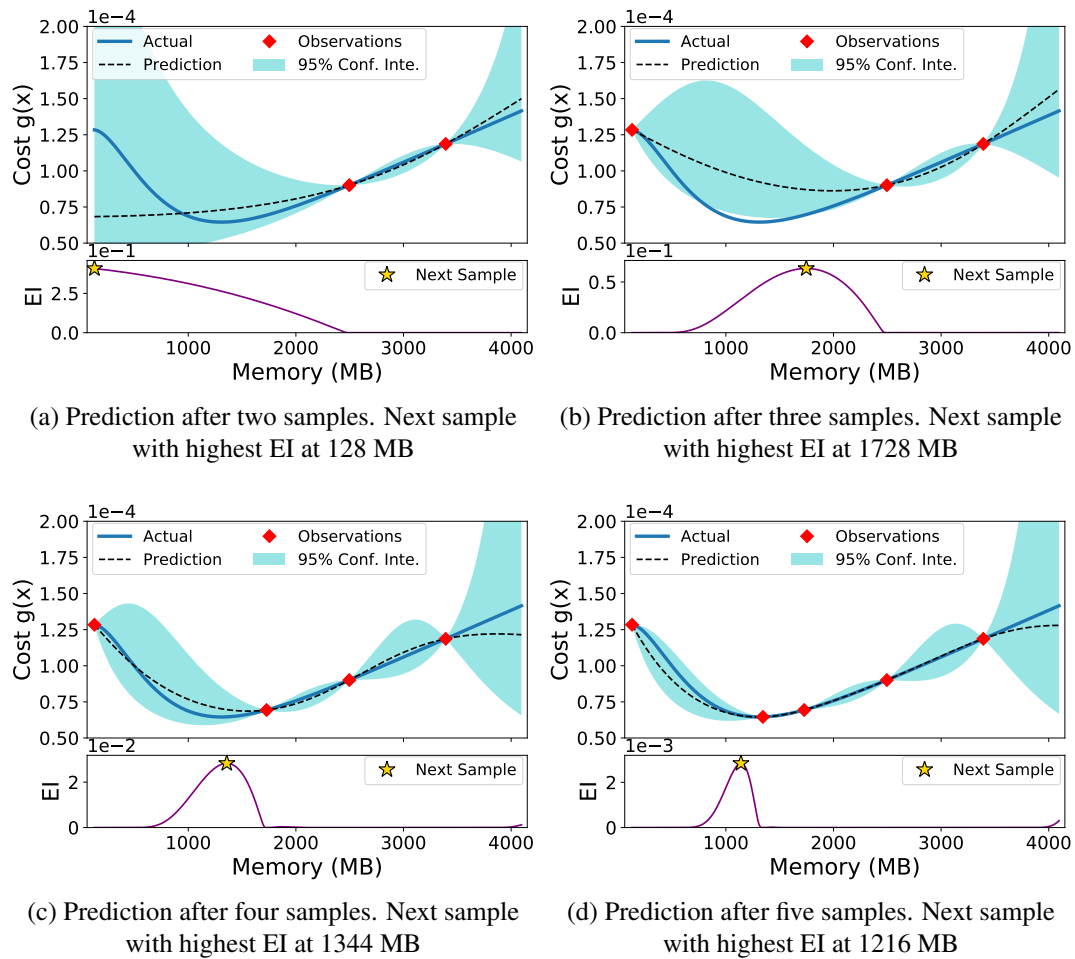 1e−4
2.00
Actual
Observations
Prediction
95% Conf. Inte.
1.75
1.50
1.25
1.00
0.75
0.50
Cost g(x)
1e−1
Next Sample
2.5
0.0
EI
1000 2000 3000 4000
Memory (MB)
(a) Prediction after two samples. Next sample
with highest EI at 128 MB
1e−4
2.00
Actual
Observations
Prediction
95% Conf. Inte.
1.75
1.50
1.25
1.00
0.75
0.50
Cost g(x)
1e−1
Next Sample
0.5
0.0
EI
1000 2000 3000 4000
Memory (MB)
(b) Prediction after three samples. Next sample
with highest EI at 1728 MB
1e−4
2.00
Actual
Observations
Prediction
95% Conf. Inte.
1.75
1.50
1.25
1.00
0.75
0.50
Cost g(x)
1e−2
Next Sample
2
0
EI
1000 2000 3000 4000
Memory (MB)
(c) Prediction after four samples. Next sample
with highest EI at 1344 MB
1e−4
2.00
Actual
Observations
Prediction
95% Conf. Inte.
1.75
1.50
1.25
1.00
0.75
0.50
Cost g(x)
1e−3
Next Sample
2
0
EI
1000 2000 3000 4000
Memory (MB)
(d) Prediction after five samples. Next sample
with highest EI at 1216 MB